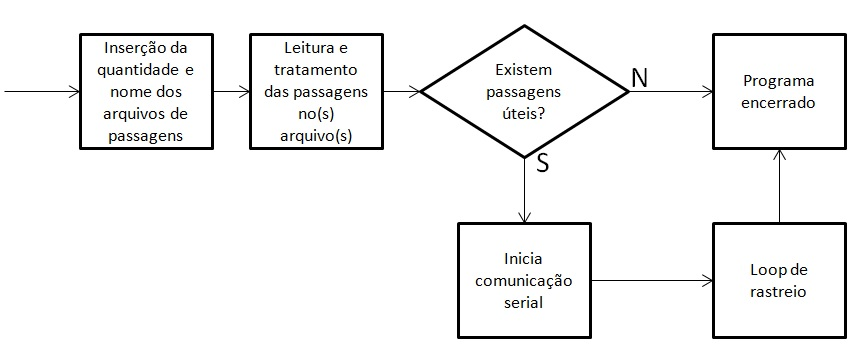 Inserção da
quantidade e
nome dos
arquivos de
passagens
Leitura e
tratamento
das passagens
no(s)
arquivo(s)
Existem
passagens
úteis?
N
Programa
encerrado
S
Inicia
comunicação
serial
Loop de
rastreio